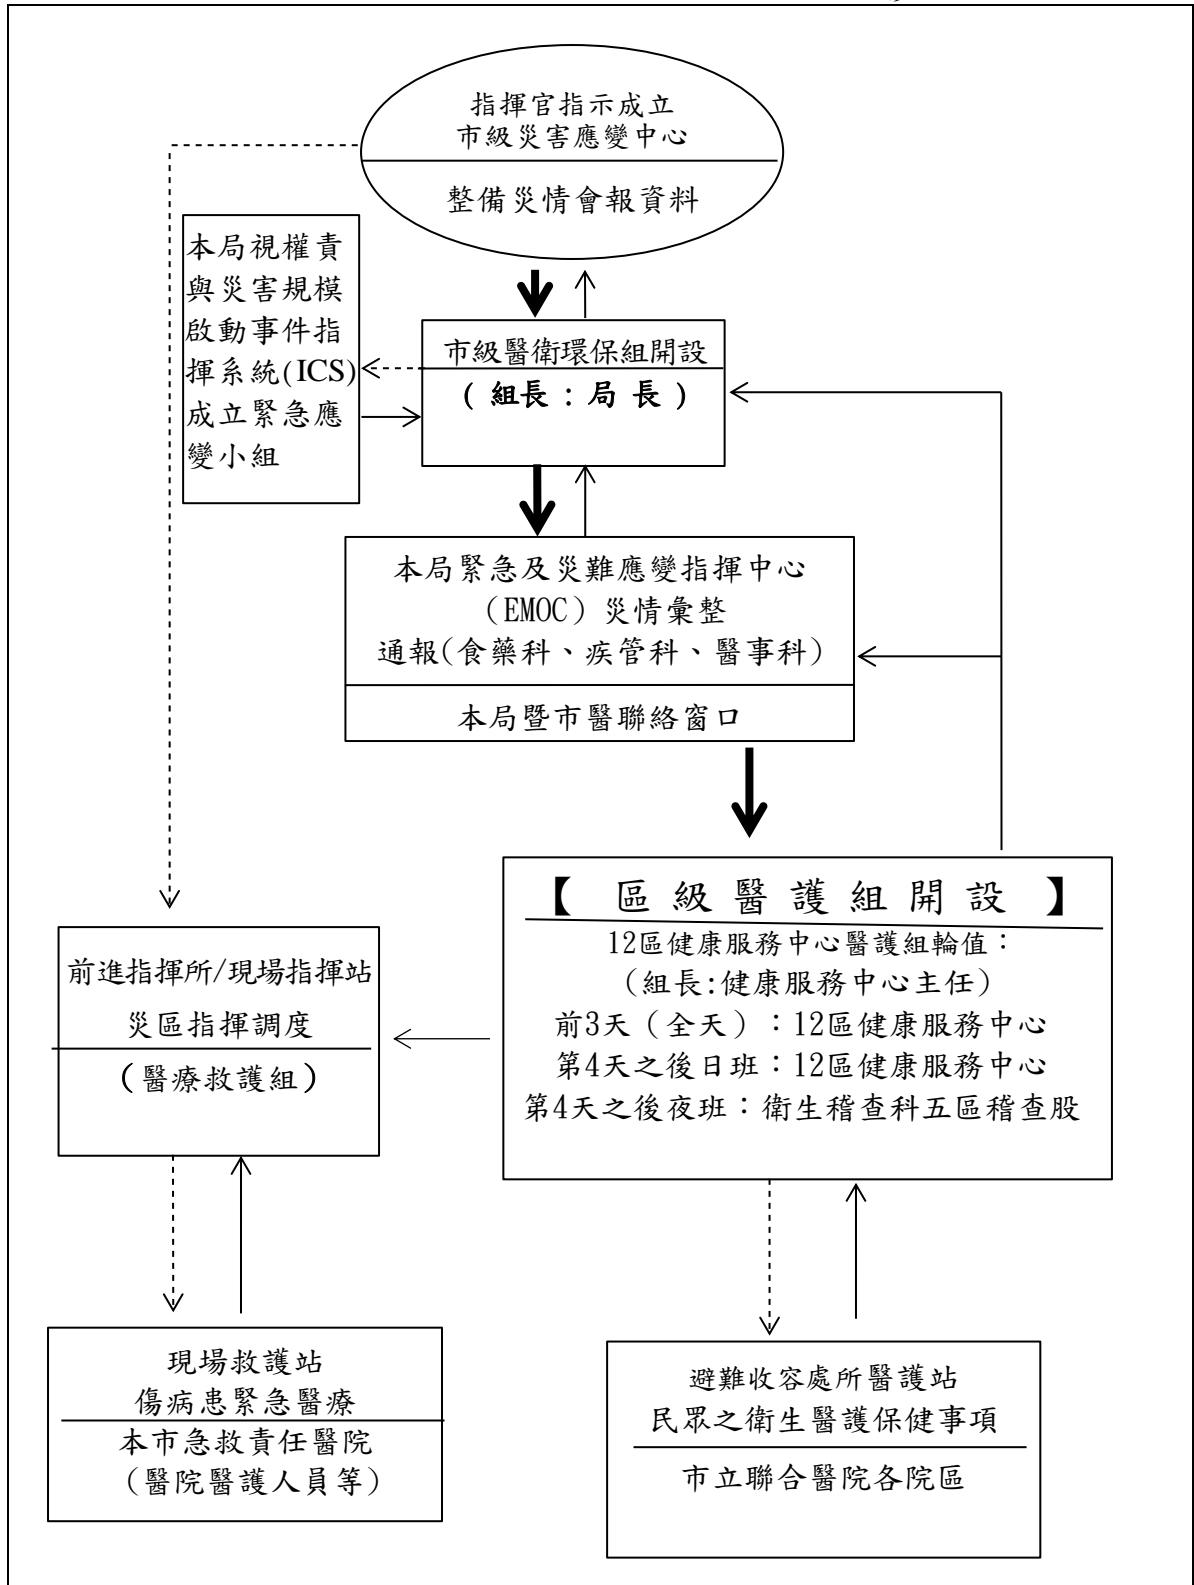 指揮官指示成立
市級災害應變中心
整備災情會報資料
本局視權責
與災害規模
啟動事件指
揮系統(ICS)
成立緊急應
變小組
市級醫衛環保組開設
(組長:局長)
本局緊急及災難應變指揮中心
(EMOC)災情彙整
通報(食藥科、疾管科、醫事科)
本局暨市醫聯絡窗口
【區級醫護組開設】
12區健康服務中心醫護組輪值:
(組長:健康服務中心主任)
前3天(全天):12區健康服務中心
第4天之後日班:12區健康服務中心
第4天之後夜班:衛生稽查科五區稽查股
前進指揮所/現場指揮站
災區指揮調度
(醫療救護組)
現場救護站
傷病患緊急醫療
本市急救責任醫院
(醫院醫護人員等)
避難收容處所醫護站
民眾之衛生醫護保健事項
市立聯合醫院各院區